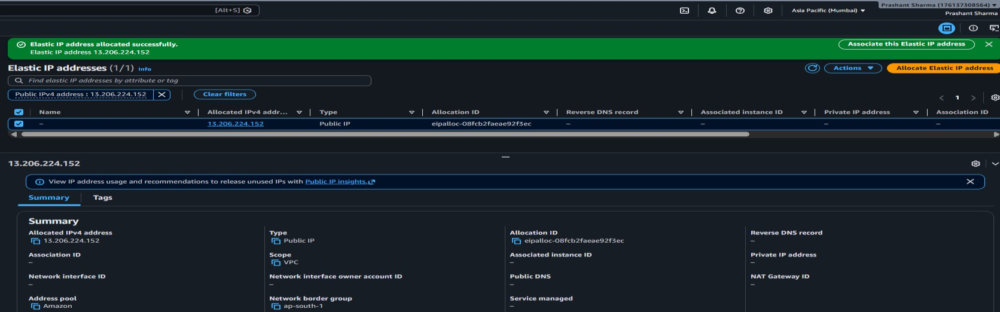 [Alt+S]
Asia Pacific (Mumbai)
Prashant Sharma (176137308564)
Prashant Sharma
Elastic IP address allocated successfully.
Elastic IP address 13.206.224.152
Associate this Elastic IP address
Elastic IP addresses (1/1) Info
Actions
Allocate Elastic IP address
Find elastic IP addresses by attribute or tag
Public IPv4 address : 13.206.224.152
Clear filters
1
Name Allocated IPv4 addr... Type Allocation ID Reverse DNS record Associated instance ID Private IP address Association ID
– 13.206.224.152 Public IP eipalloc-08fcb2faeae92f3ec – – – –
13.206.224.152
View IP address usage and recommendations to release unused IPs with Public IP insights.
Summary Tags
Summary
Allocated IPv4 address Type Allocation ID Reverse DNS record
13.206.224.152 Public IP eipalloc-08fcb2faeae92f3ec –
Association ID Scope Associated instance ID Private IP address
– VPC – –
Network interface ID Network interface owner account ID Public DNS NAT Gateway ID
– – – –
Address pool Network border group Service managed
Amazon ap-south-1 –